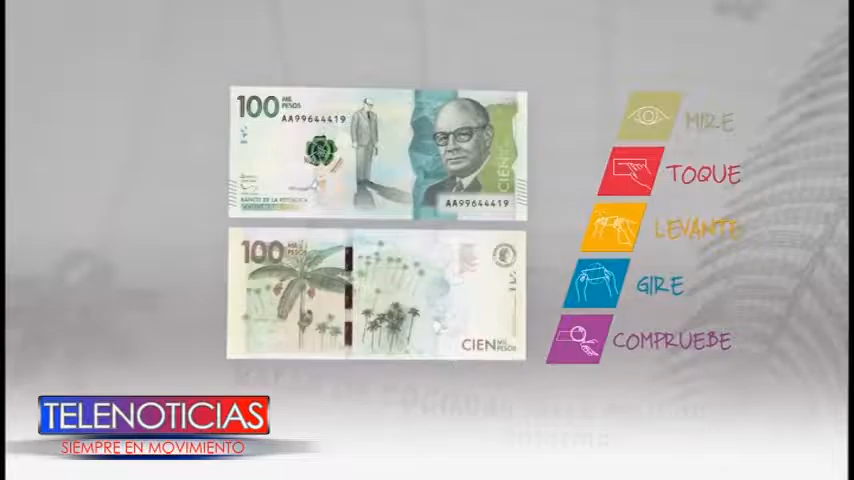 100 MIL
PESOS
AA99644419
CIEN
BANCO DE LA REPÚBLICA
AA99644419
100 MIL
PESOS
CIEN MIL
PESOS
MIRE
TOQUE
LEVANTE
GIRE
COMPRUEBE
TELENOTICIAS
SIEMPRE EN MOVIMIENTO